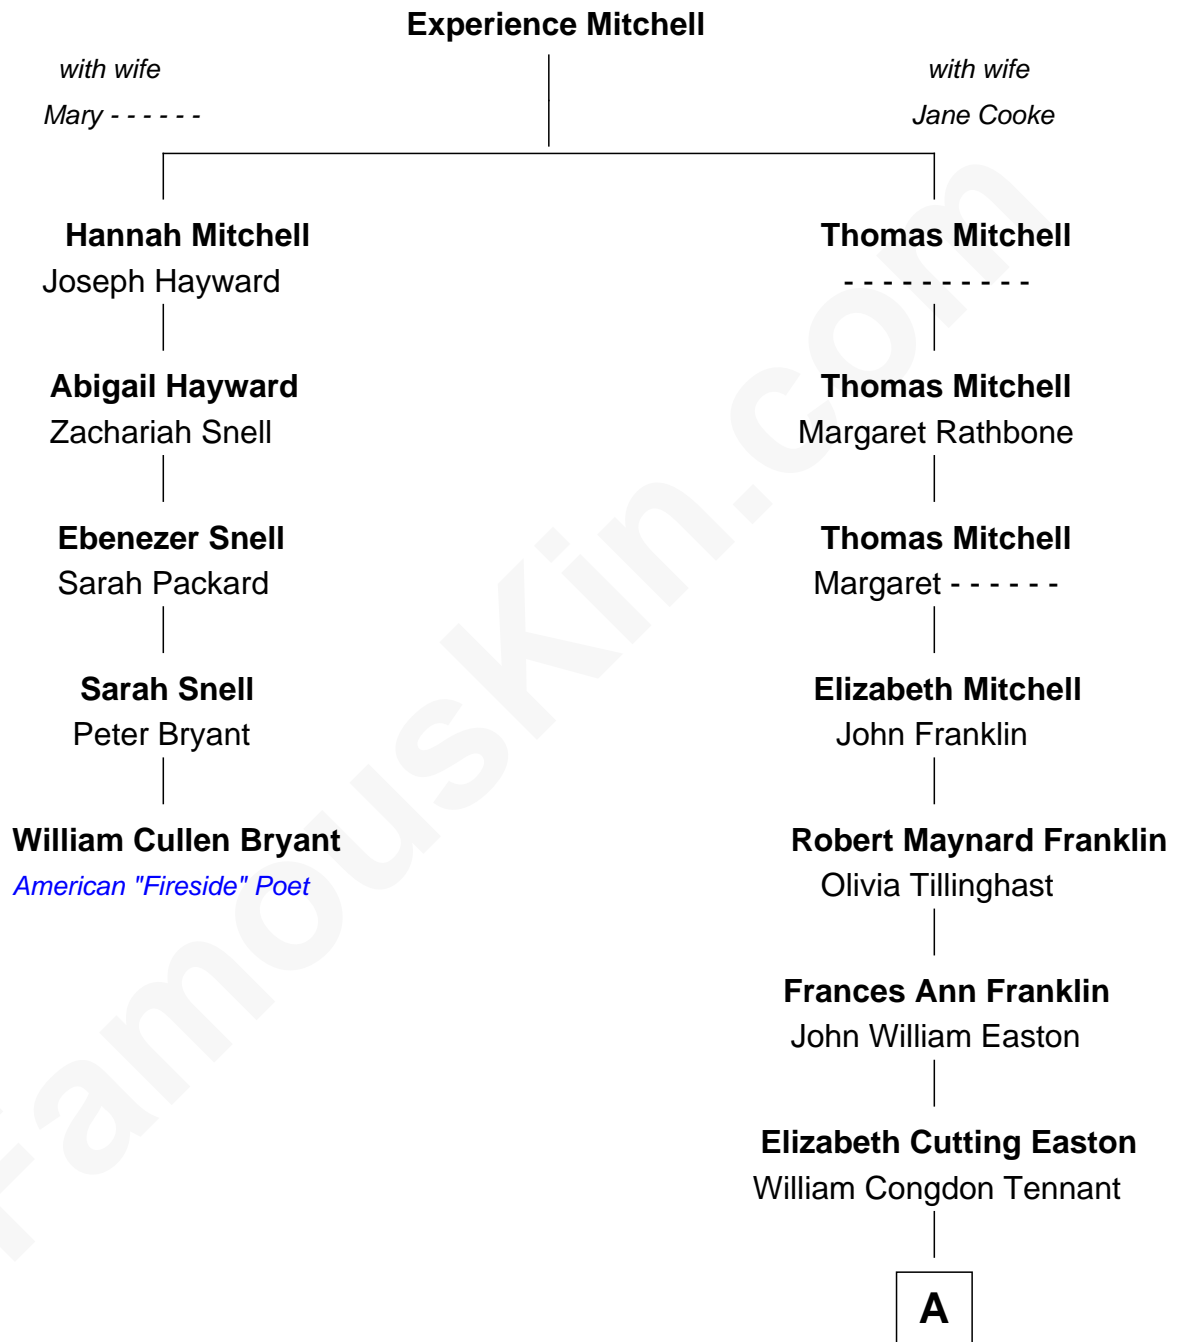 Experience Mitchell
with wife
Mary - - - - - -
with wife
Jane Cooke
Hannah Mitchell
Joseph Hayward
Thomas Mitchell
- - - - - - - - - -
Abigail Hayward
Zachariah Snell
Thomas Mitchell
Margaret Rathbone
Ebenezer Snell
Sarah Packard
Thomas Mitchell
Margaret - - - - - -
Sarah Snell
Peter Bryant
Elizabeth Mitchell
John Franklin
William Cullen Bryant
American "Fireside" Poet
Robert Maynard Franklin
Olivia Tillinghast
Frances Ann Franklin
John William Easton
Elizabeth Cutting Easton
William Congdon Tennant
A
FamousKin.com